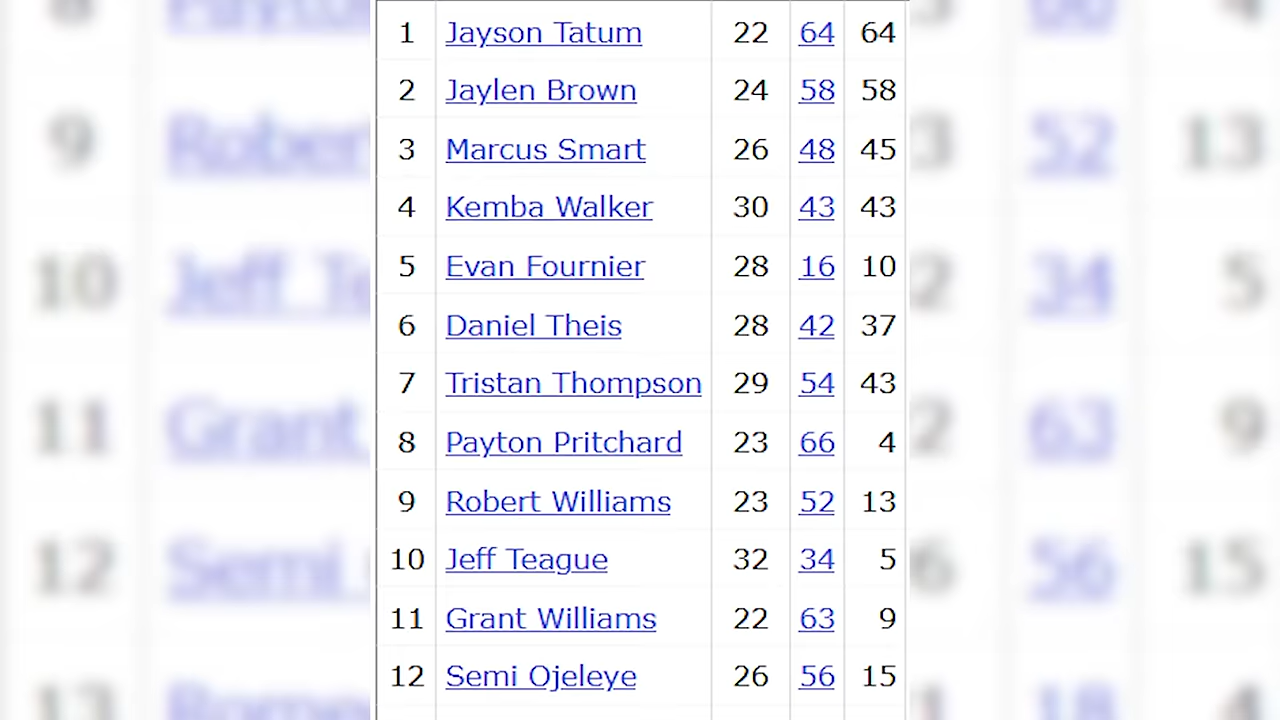 1 Jayson Tatum 22 64 64
2 Jaylen Brown 24 58 58
3 Marcus Smart 26 48 45
4 Kemba Walker 30 43 43
5 Evan Fournier 28 16 10
6 Daniel Theis 28 42 37
7 Tristan Thompson 29 54 43
8 Payton Pritchard 23 66 4
9 Robert Williams 23 52 13
10 Jeff Teague 32 34 5
11 Grant Williams 22 63 9
12 Semi Ojeleye 26 56 15